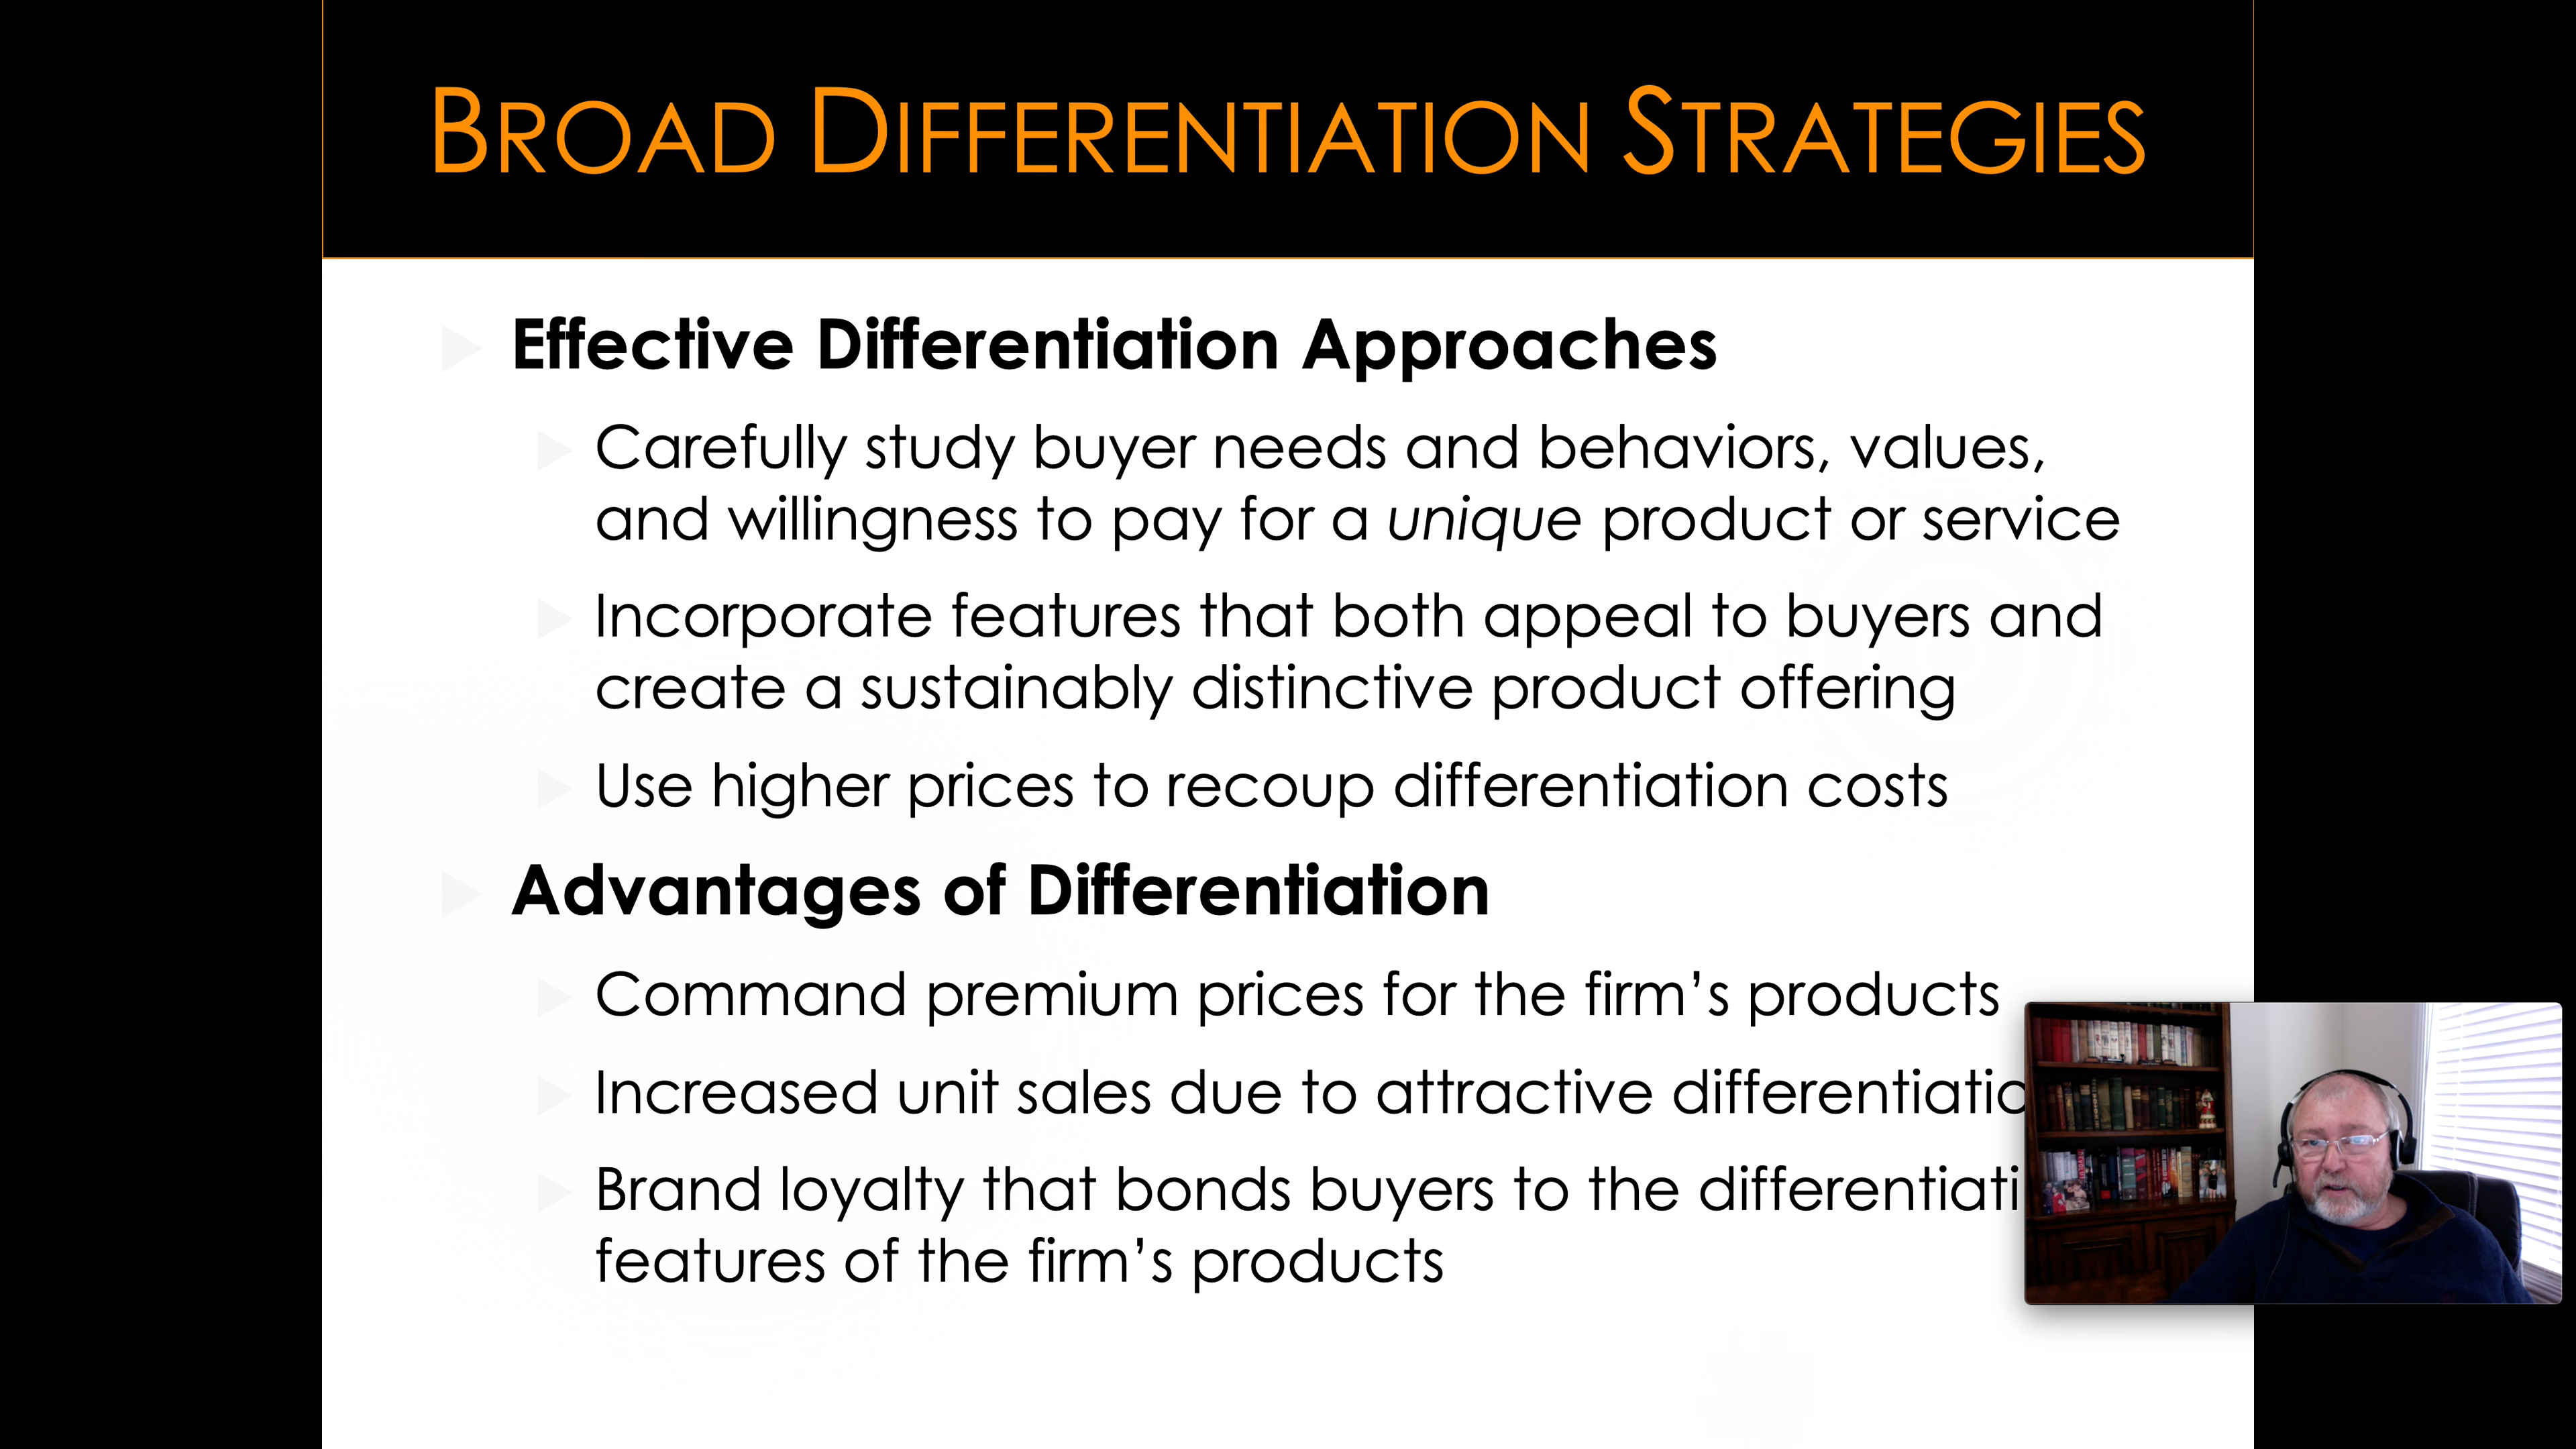 BROAD DIFFERENTIATION STRATEGIES
Effective Differentiation Approaches
Carefully study buyer needs and behaviors, values,
and willingness to pay for a unique product or service
Incorporate features that both appeal to buyers and
create a sustainably distinctive product offering
Use higher prices to recoup differentiation costs
Advantages of Differentiation
Command premium prices for the firm’s products
Increased unit sales due to attractive
Brand loyalty that bonds buyers to the
features of the firm’s products